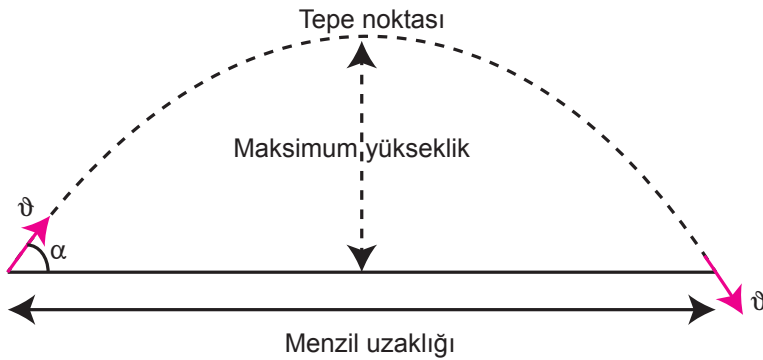 Tepe noktası
Maksimum yükseklik
ϑ
α
ϑ
Menzil uzaklığı